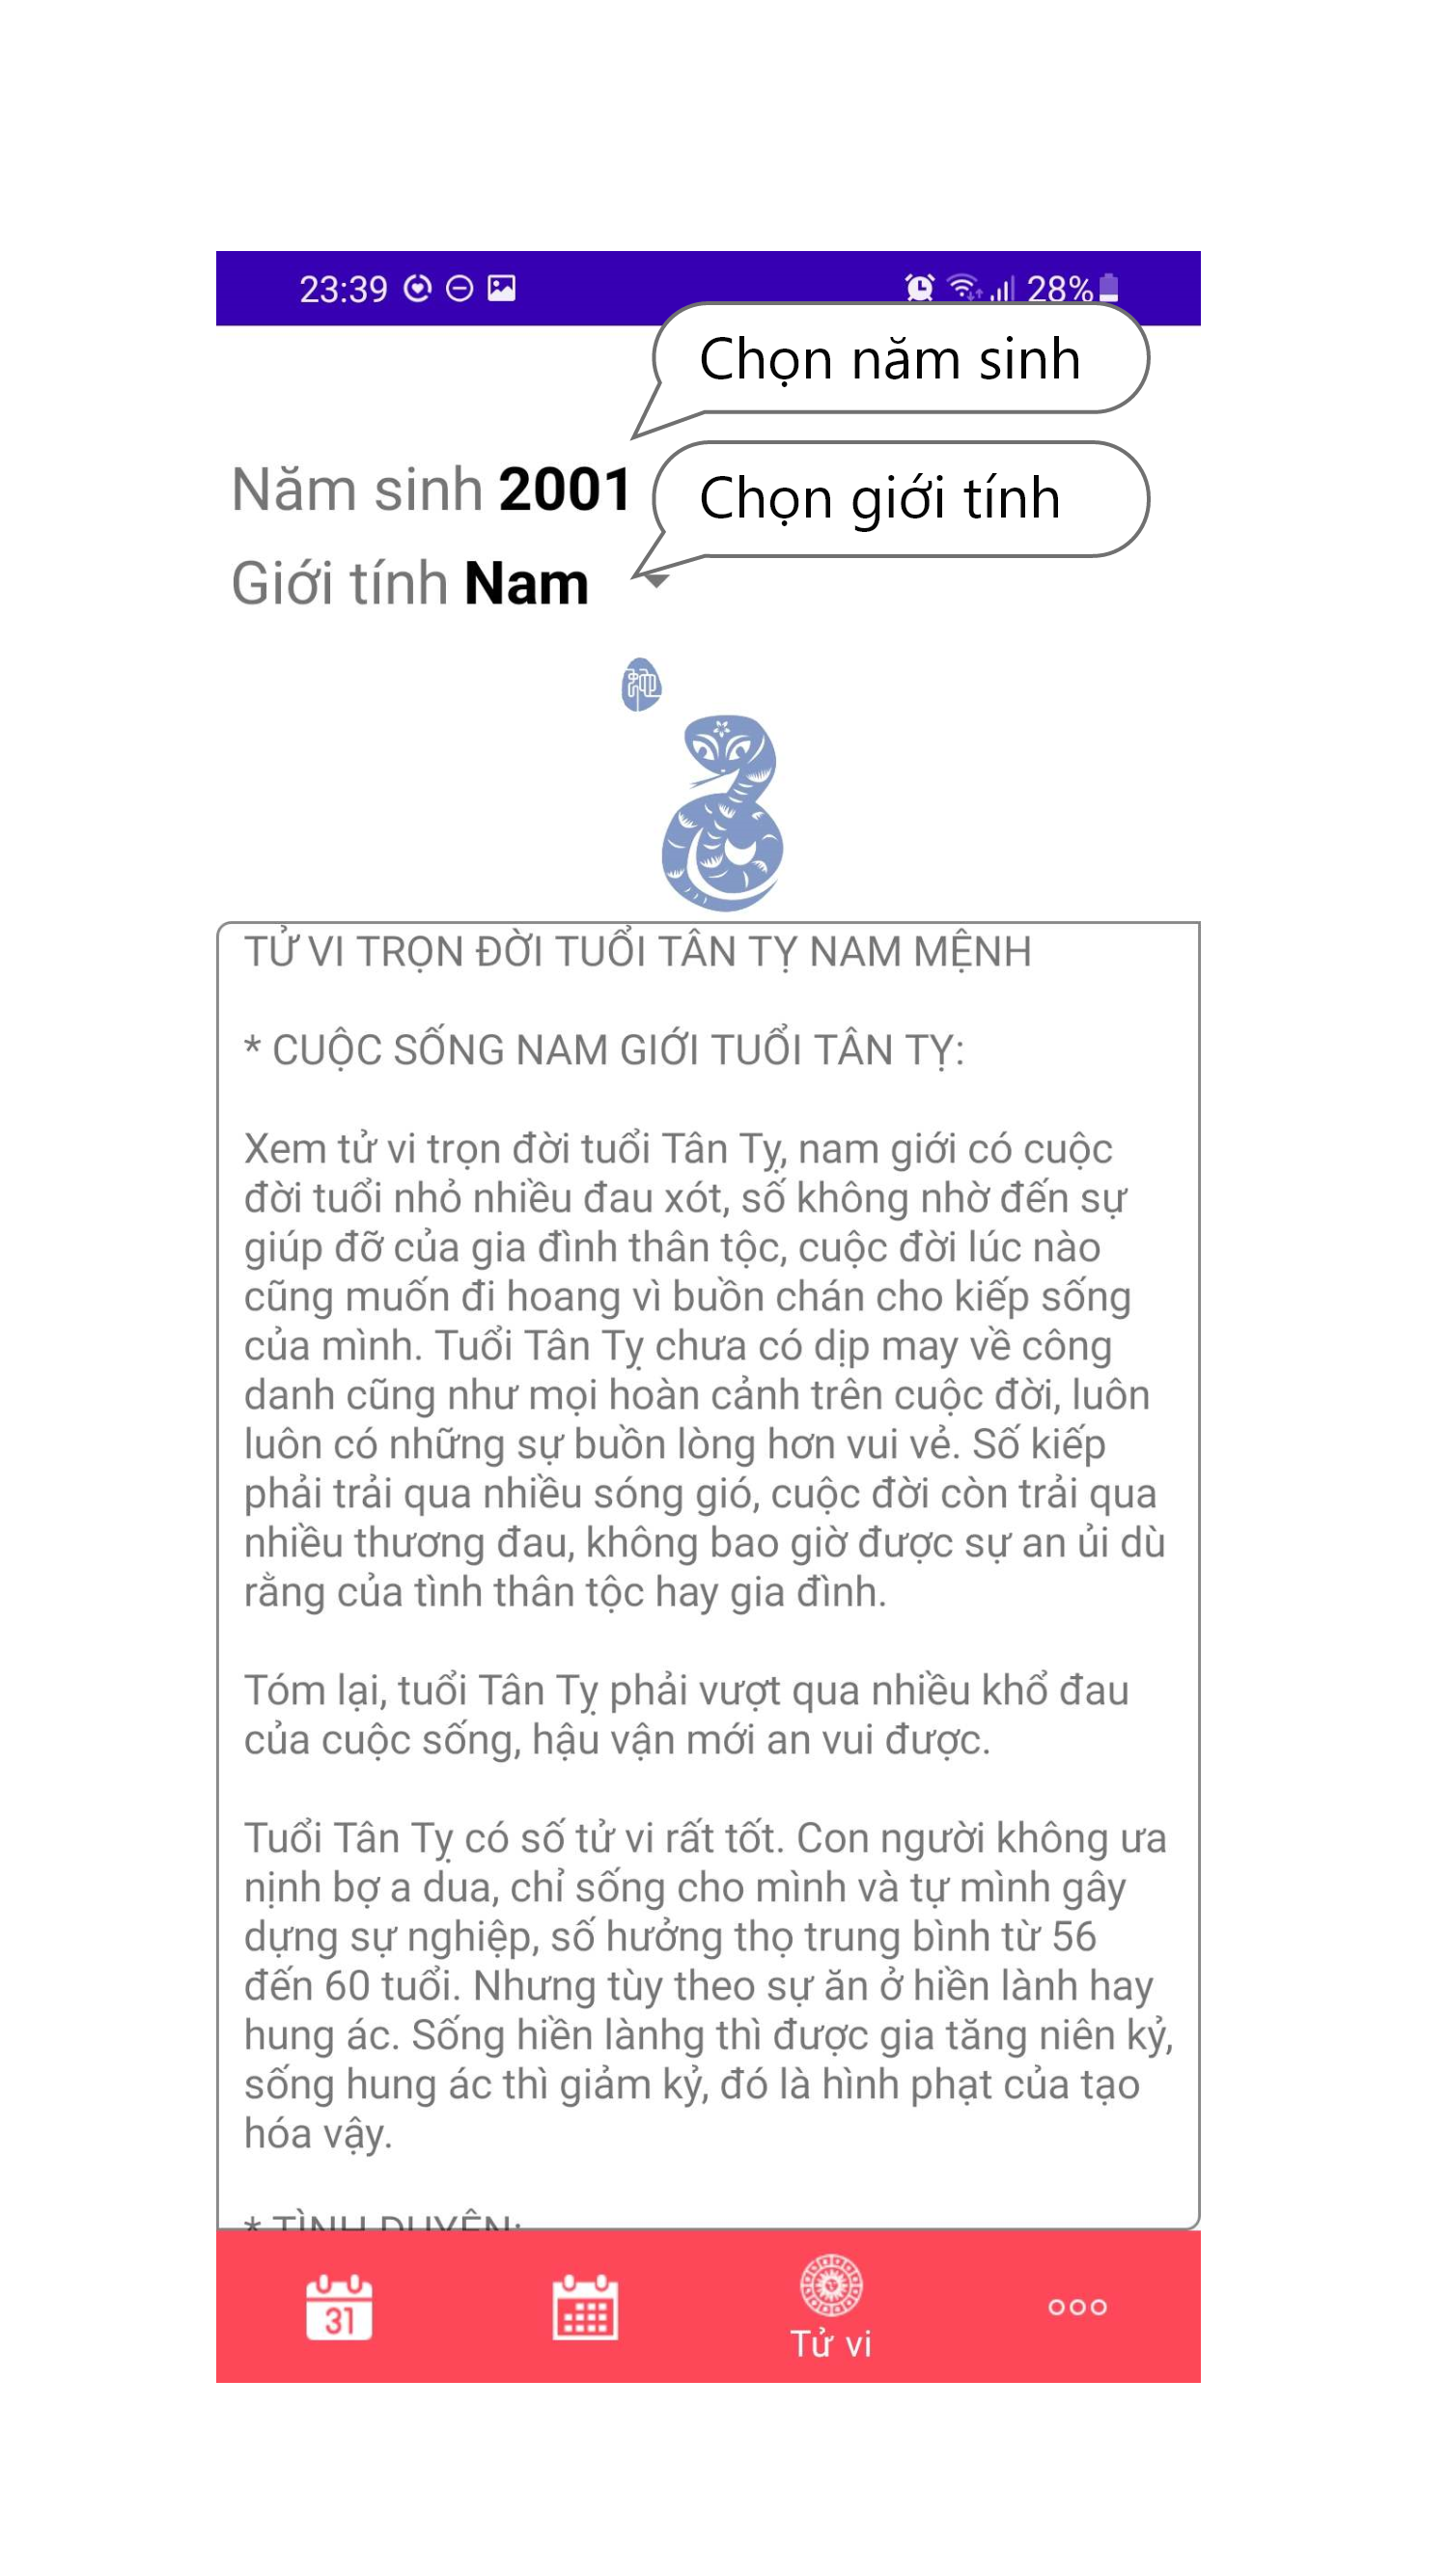 23:39
28%
Chọn năm sinh
Năm sinh 2001
Chọn giới tính
Giới tính Nam
TỬ VI TRỌN ĐỜI TUỔI TÂN TỴ NAM MỆNH
* CUỘC SỐNG NAM GIỚI TUỔI TÂN TỴ:
Xem tử vi trọn đời tuổi Tân Tỵ, nam giới có cuộc
đời tuổi nhỏ nhiều đau xót, số không nhờ đến sự
giúp đỡ của gia đình thân tộc, cuộc đời lúc nào
cũng muốn đi hoang vì buồn chán cho kiếp sống
của mình. Tuổi Tân Tỵ chưa có dịp may về công
danh cũng như mọi hoàn cảnh trên cuộc đời, luôn
luôn có những sự buồn lòng hơn vui vẻ. Số kiếp
phải trải qua nhiều sóng gió, cuộc đời còn trải qua
nhiều thương đau, không bao giờ được sự an ủi dù
rằng của tình thân tộc hay gia đình.
Tóm lại, tuổi Tân Tỵ phải vượt qua nhiều khổ đau
của cuộc sống, hậu vận mới an vui được.
Tuổi Tân Tỵ có số tử vi rất tốt. Con người không ưa
nịnh bợ a dua, chỉ sống cho mình và tự mình gây
dựng sự nghiệp, số hưởng thọ trung bình từ 56
đến 60 tuổi. Nhưng tùy theo sự ăn ở hiền lành hay
hung ác. Sống hiền lànhg thì được gia tăng niên kỷ,
sống hung ác thì giảm kỷ, đó là hình phạt của tạo
hóa vậy.
* TÌNH DUYÊN:
31
Tử vi